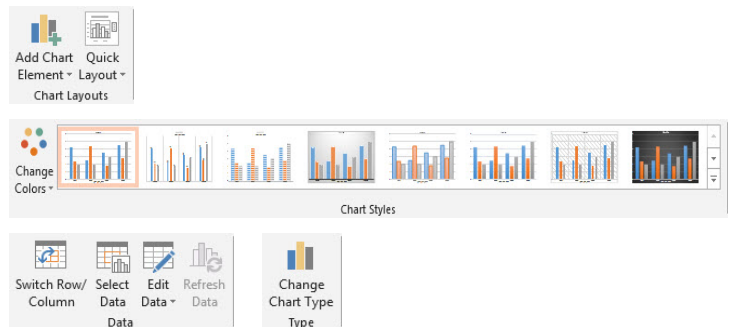 Add Chart Quick
Element Layout
Chart Layouts
Change
Colors
Chart Styles
Switch Row/ Select Edit Refresh
Column Data Data Data
Data
Change
Chart Type
Type